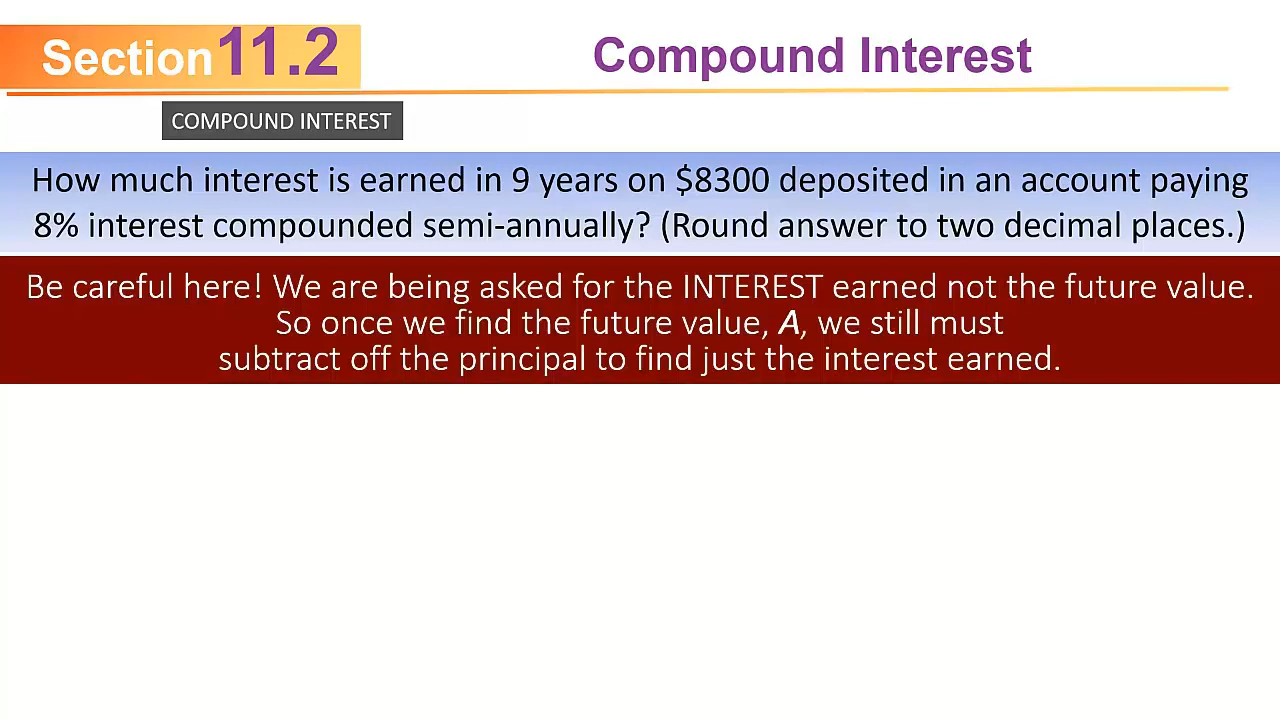 Section 11.2
Compound Interest
COMPOUND INTEREST
How much interest is earned in 9 years on $8300 deposited in an account paying
8% interest compounded semi-annually? (Round answer to two decimal places.)
Be careful here! We are being asked for the INTEREST earned not the future value.
So once we find the future value, A, we still must
subtract off the principal to find just the interest earned.